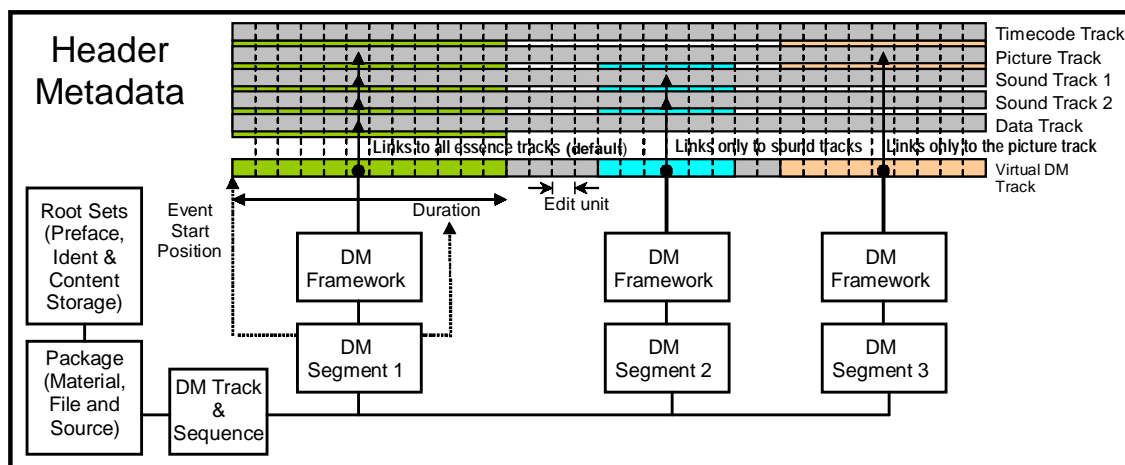 Header
Metadata
Timecode Track
Picture Track
Sound Track 1
Sound Track 2
Data Track
Links to all essence tracks (default)
Links only to sound tracks
Links only to the picture track
Virtual DM
Track
Event
Start
Position
Duration
Edit unit
Root Sets
(Preface,
Ident &
Content
Storage)
DM
Framework
DM
Framework
DM
Framework
Package
(Material,
File and
Source)
DM Track
&
Sequence
DM
Segment 1
DM
Segment 2
DM
Segment 3